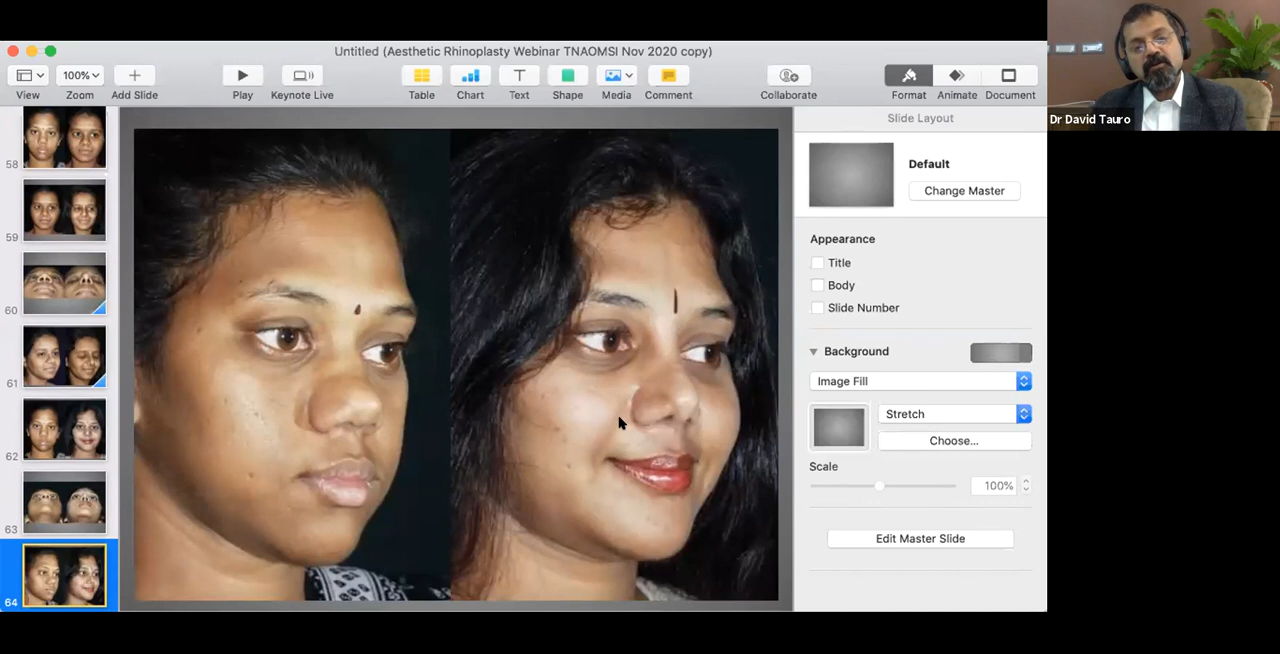 Untitled (Aesthetic Rhinoplasty Webinar TNAOMSI Nov 2020 copy)
100%
View
Zoom
Add Slide
Play
Keynote Live
Table
Chart
Text
Shape
Media
Comment
Collaborate
Format
Animate
Document
Dr David Tauro
Slide Layout
Default
Change Master
Appearance
Title
Body
Slide Number
Background
Image Fill
Stretch
Choose...
Scale
100%
Edit Master Slide
58
59
60
61
62
63
64